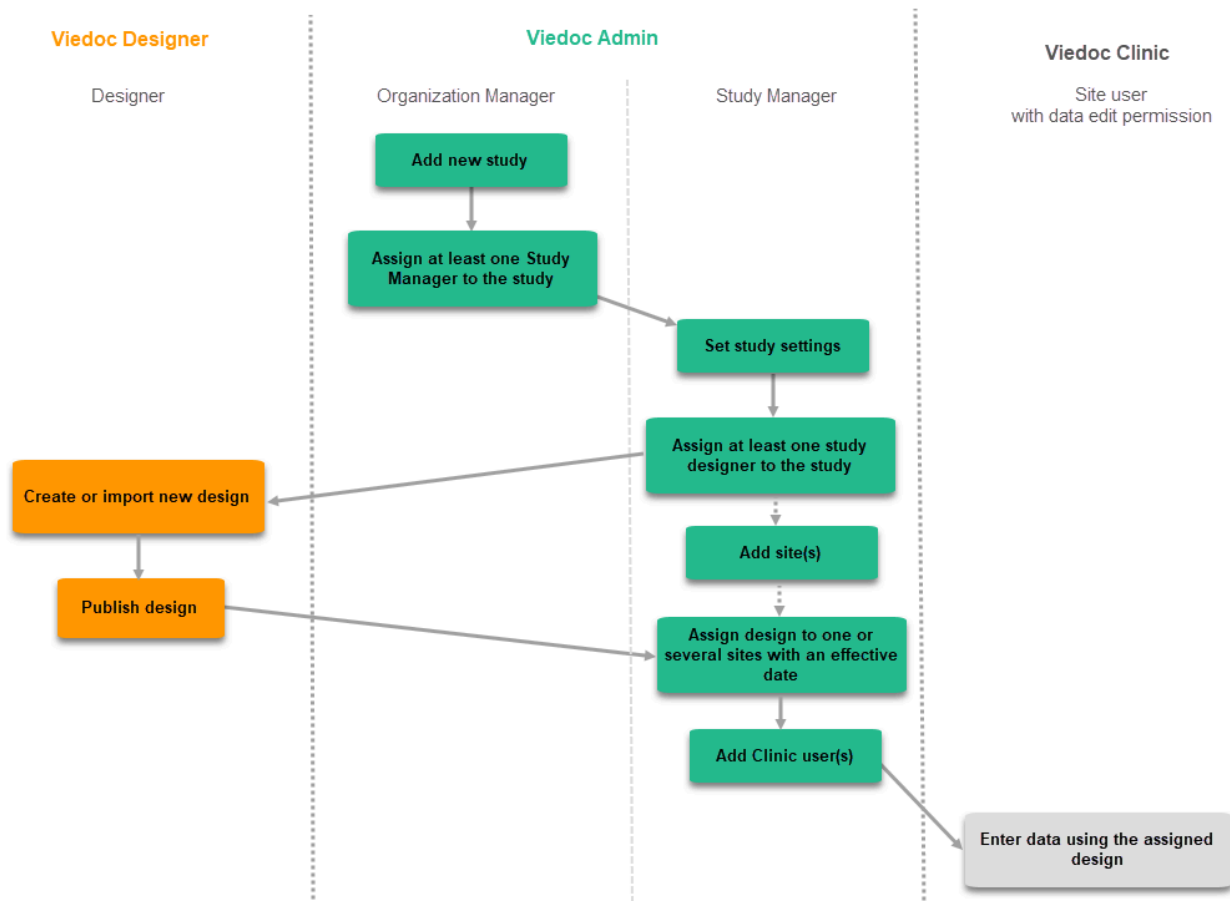 Viedoc Designer
Viedoc Admin
Viedoc Clinic
Designer
Organization Manager
Study Manager
Site user
with data edit permission
Add new study
Assign at least one Study
Manager to the study
Set study settings
Assign at least one study
designer to the study
Create or import new design
Add site(s)
Publish design
Assign design to one or
several sites with an effective
date
Add Clinic user(s)
Enter data using the assigned
design